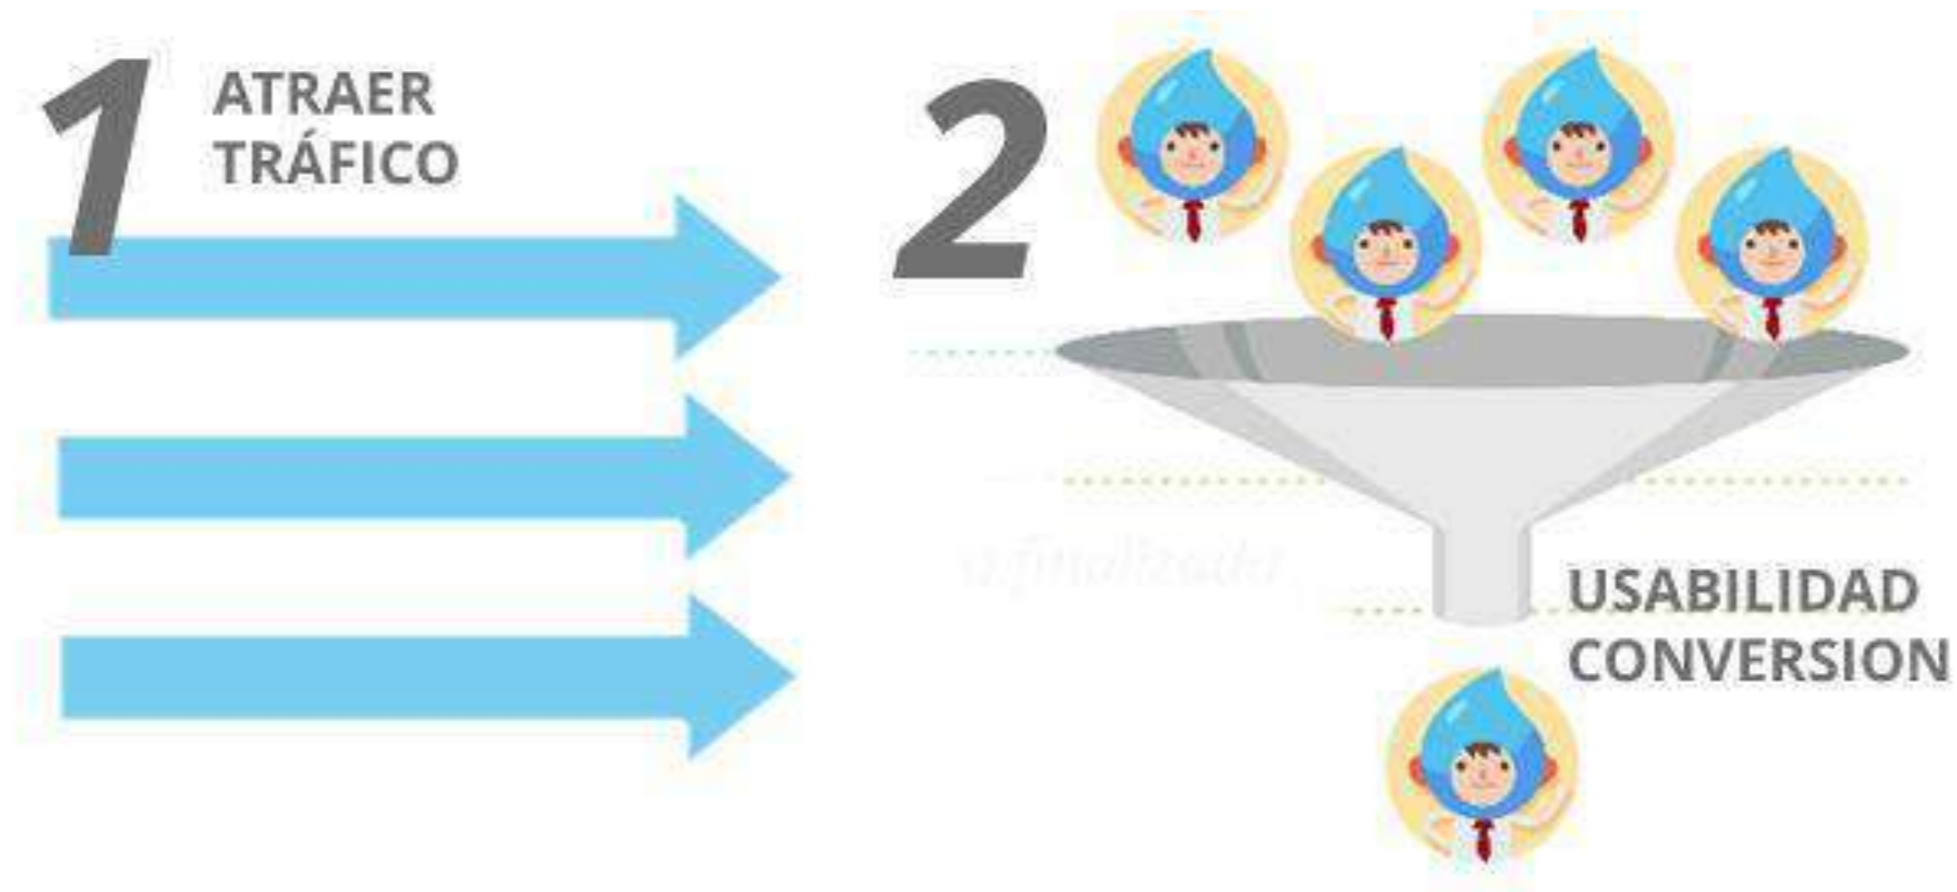 1
ATRAER
TRÁFICO
2
USABILIDAD
CONVERSION